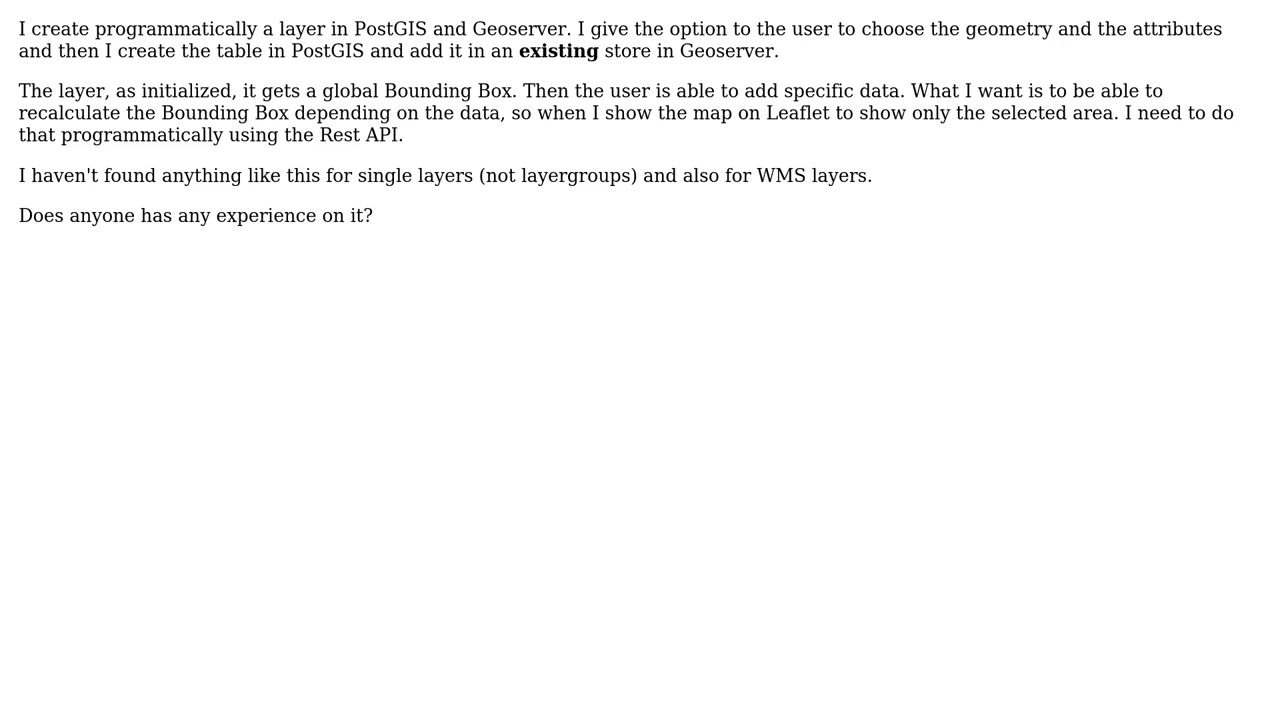 I create programmatically a layer in PostGIS and Geoserver. I give the option to the user to choose the geometry and the attributes
and then I create the table in PostGIS and add it in an existing store in Geoserver.
The layer, as initialized, it gets a global Bounding Box. Then the user is able to add specific data. What I want is to be able to
recalculate the Bounding Box depending on the data, so when I show the map on Leaflet to show only the selected area. I need to do
that programmatically using the Rest API.
I haven't found anything like this for single layers (not layergroups) and also for WMS layers.
Does anyone has any experience on it?